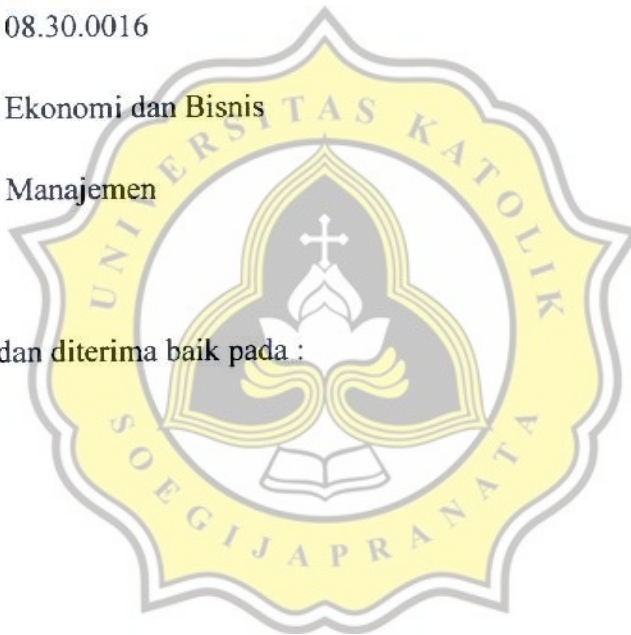 08.30.0016
Ekonomi dan Bisnis
Manajemen
dan diterima baik pada :
UNIVERSITAS KATOLIK
SOEGIJAPRANATA